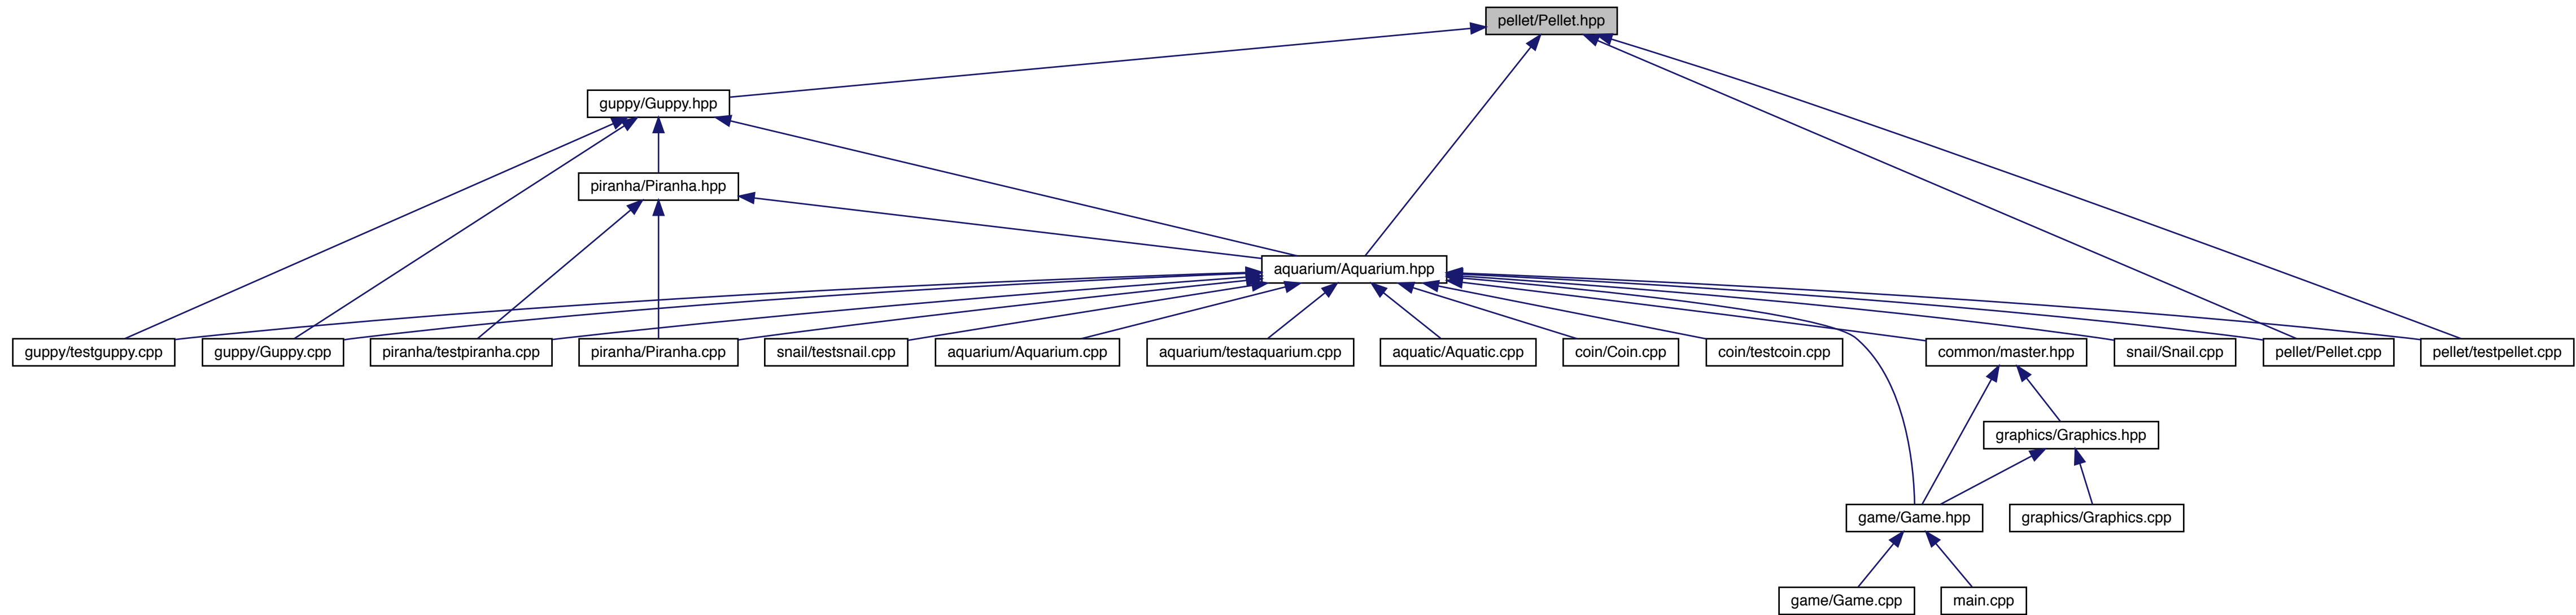 pellet/Pellet.hpp
guppy/Guppy.hpp
piranha/Piranha.hpp
aquarium/Aquarium.hpp
guppy/testguppy.cpp
guppy/Guppy.cpp
piranha/testpiranha.cpp
piranha/Piranha.cpp
snail/testsnail.cpp
aquarium/Aquarium.cpp
aquarium/testaquarium.cpp
aquatic/Aquatic.cpp
coin/Coin.cpp
coin/testcoin.cpp
common/master.hpp
snail/Snail.cpp
pellet/Pellet.cpp
pellet/testpellet.cpp
graphics/Graphics.hpp
game/Game.hpp
graphics/Graphics.cpp
game/Game.cpp
main.cpp